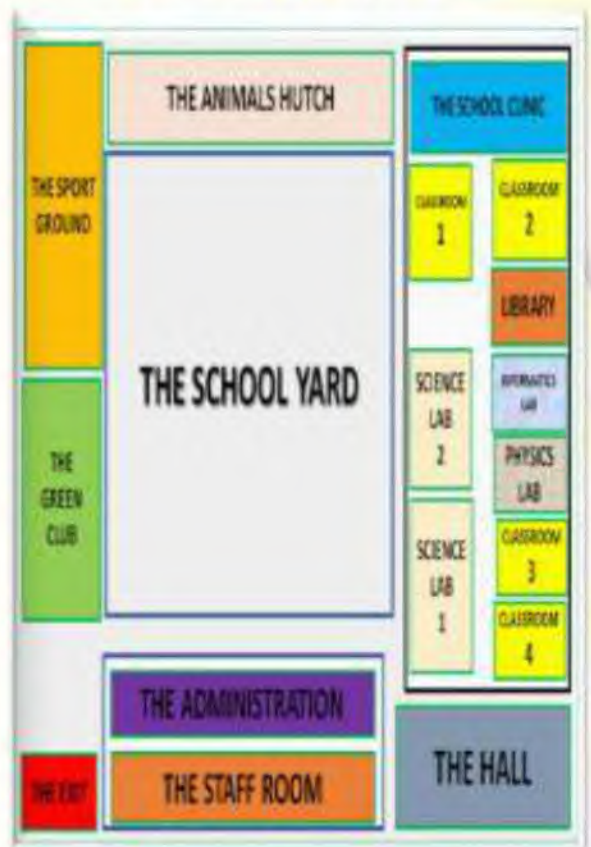 THE ANIMALS HUTCH
THE SCHOOL CLINIC
THE SPORT
GROUND
CLASSROOM
1
CLASSROOM
2
LIBRARY
THE SCHOOL YARD
SCIENCE
LAB
2
INFORMATICS
LAB
PHYSICS
LAB
THE
GREEN
CLUB
SCIENCE
LAB
1
CLASSROOM
3
CLASSROOM
4
THE ADMINISTRATION
THE HALL
THE EXIT
THE STAFF ROOM